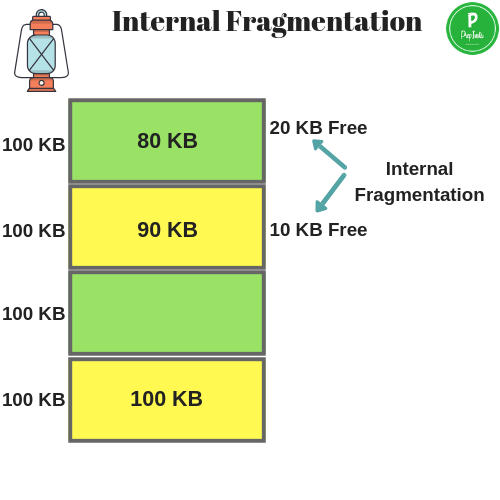 Internal Fragmentation
P
PrepInsta
100 KB
80 KB
20 KB Free
Internal
Fragmentation
100 KB
90 KB
10 KB Free
100 KB
100 KB
100 KB